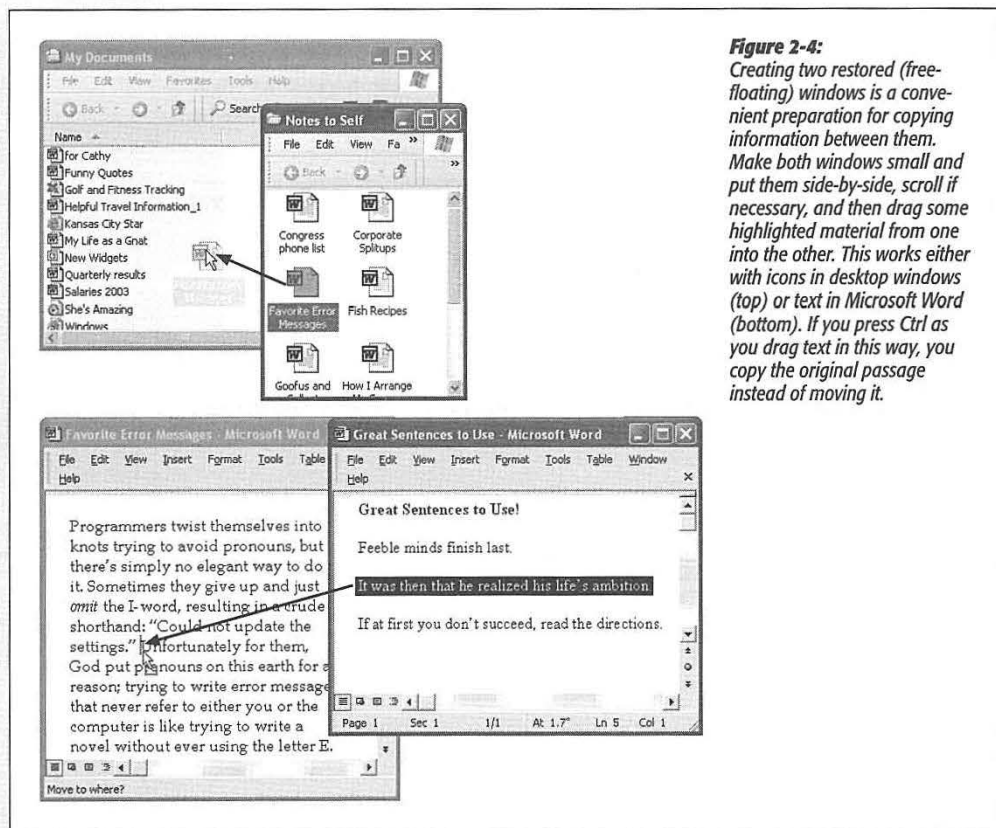 My Documents
File Edit View Favorites Tools Help
Back Search
Name
for Cathy
Funny Quotes
Golf and Fitness Tracking
Helpful Travel Information_1
Kansas City Star
My Life as a Gnat
New Widgets
Quarterly results
Salaries 2003
She's Amazing
Windows
Notes to Self
File Edit View Fa »
Back »
Congress phone list
Corporate Splitups
Favorite Error Messages
Fish Recipes
Goofus and
How I Arrange
Figure 2-4:
Creating two restored (free-
floating) windows is a conve-
nient preparation for copying
information between them.
Make both windows small and
put them side-by-side, scroll if
necessary, and then drag some
highlighted material from one
into the other. This works either
with icons in desktop windows
(top) or text in Microsoft Word
(bottom). If you press Ctrl as
you drag text in this way, you
copy the original passage
instead of moving it.
Favorite Error Messages - Microsoft Word
File Edit View Insert Format Tools Table
Help
Programmers twist themselves into
knots trying to avoid pronouns, but
there's simply no elegant way to do
it. Sometimes they give up and just
omit the I-word, resulting in a crude
shorthand: "Could not update the
settings." Unfortunately for them,
God put pronouns on this earth for a
reason; trying to write error message
that never refer to either you or the
computer is like trying to write a
novel without ever using the letter E.
Move to where?
Great Sentences to Use - Microsoft Word
File Edit View Insert Format Tools Table Window
Help
Great Sentences to Use!
Feeble minds finish last.
It was then that he realized his life's ambition
If at first you don't succeed, read the directions.
Page 1 Sec 1 1/1 At 1.7" Ln 5 Col 1